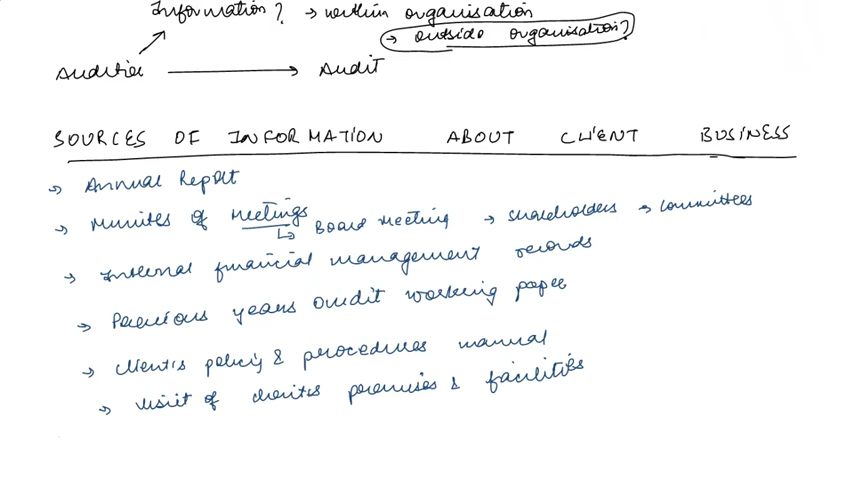 Information? → within organisation
→ outside organisation?
Auditor → Audit
SOURCES OF INFORMATION ABOUT CLIENT BUSINESS
→ Annual Report
→ Minutes of Meetings
↳ Board Meeting → shareholders → committees
→ Internal financial management records
→ Previous years audit working paper
→ Client's policy & procedures manual
→ Visit of client's premises & facilities